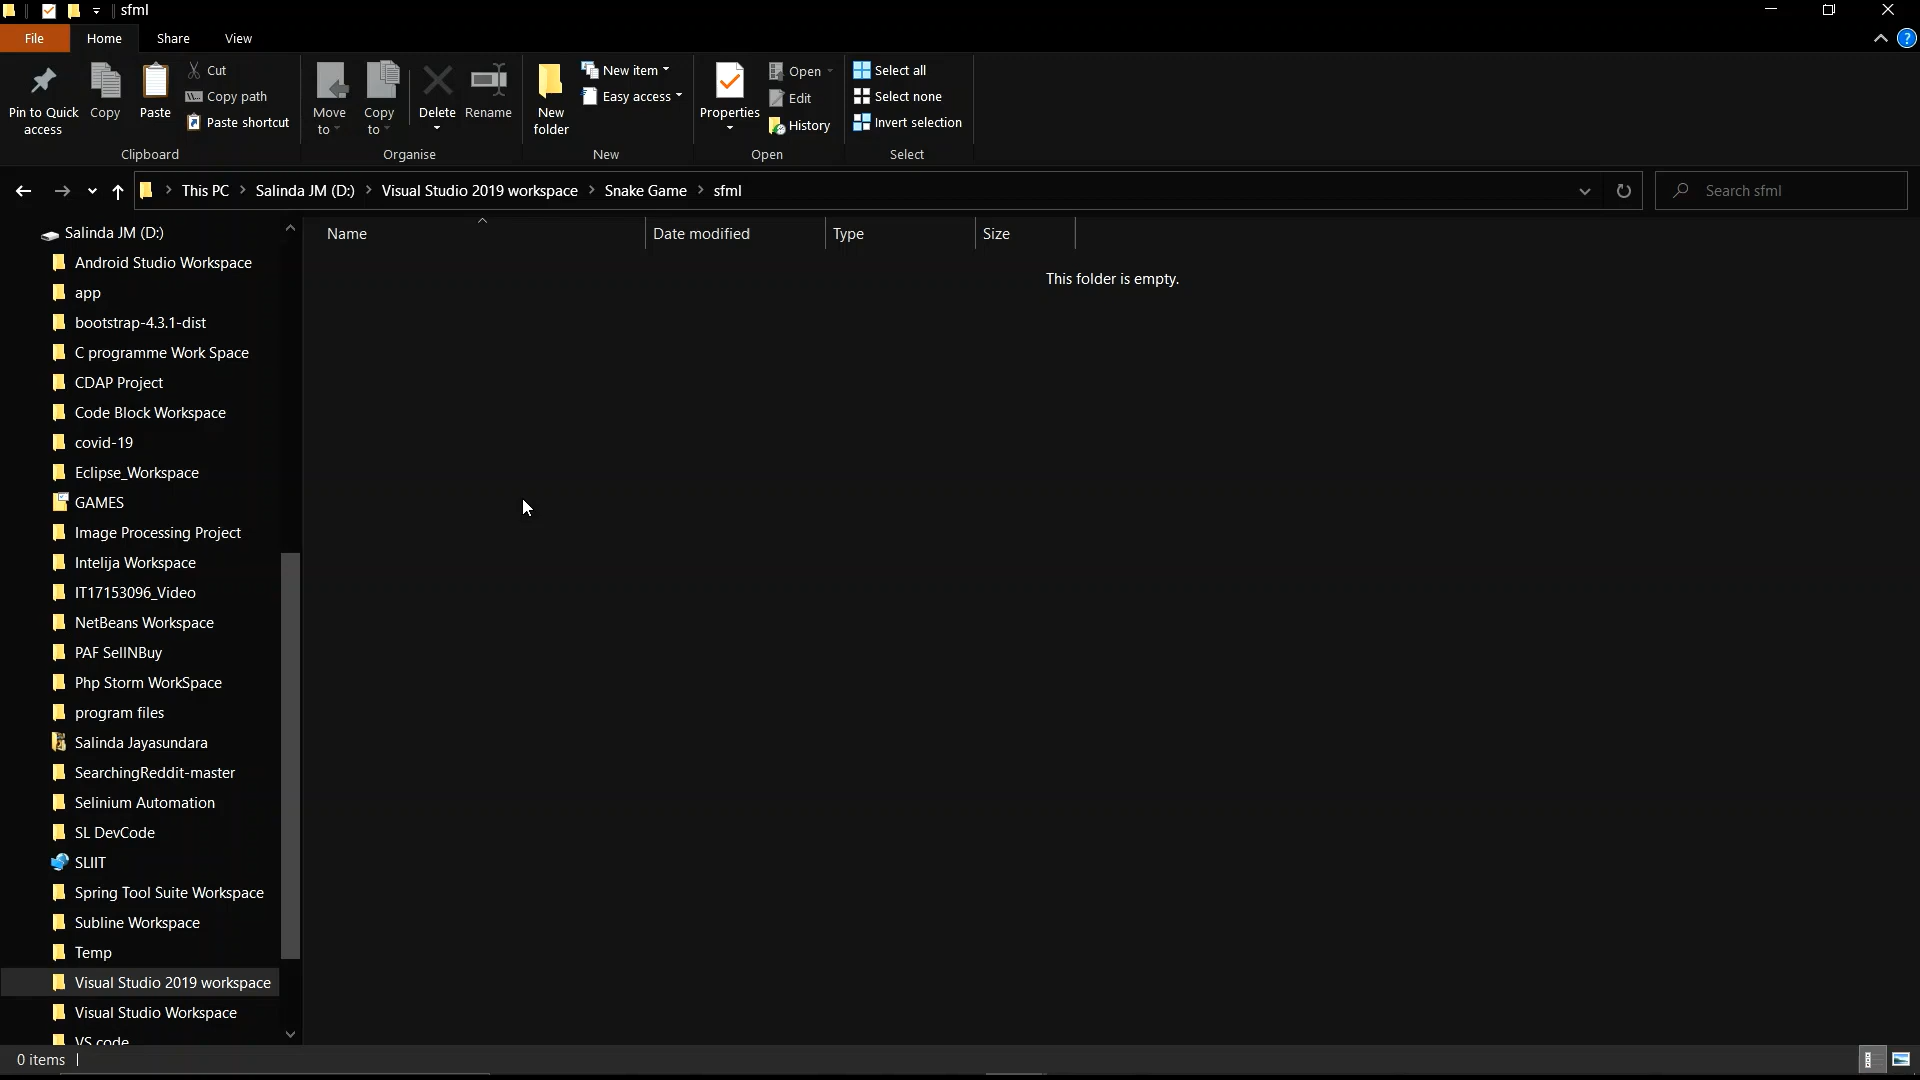 sfml
File Home Share View
Pin to Quick access
Copy
Paste
Cut
Copy path
Paste shortcut
Clipboard
Move to
Copy to
Delete
Rename
Organise
New folder
New item
Easy access
New
Properties
Open
Edit
History
Open
Select all
Select none
Invert selection
Select
This PC > Salinda JM (D:) > Visual Studio 2019 workspace > Snake Game > sfml
Search sfml
Name Date modified Type Size
This folder is empty.
Salinda JM (D:)
Android Studio Workspace
app
bootstrap-4.3.1-dist
C programme Work Space
CDAP Project
Code Block Workspace
covid-19
Eclipse_Workspace
GAMES
Image Processing Project
Intelija Workspace
IT17153096_Video
NetBeans Workspace
PAF SellNBuy
Php Storm WorkSpace
program files
Salinda Jayasundara
SearchingReddit-master
Selinium Automation
SL DevCode
SLIIT
Spring Tool Suite Workspace
Subline Workspace
Temp
Visual Studio 2019 workspace
Visual Studio Workspace
VS code
0 items